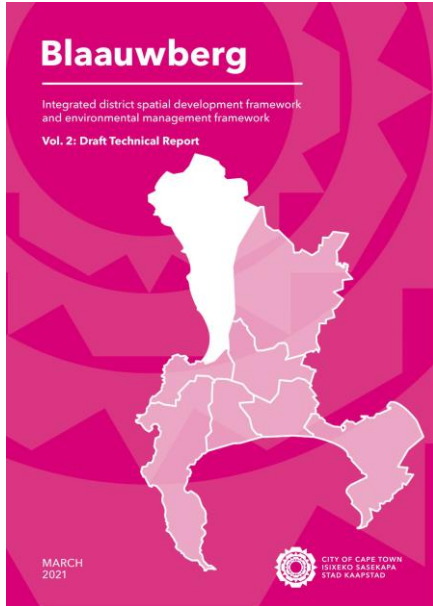 Blaauwberg
Integrated district spatial development framework
and environmental management framework
Vol. 2: Draft Technical Report
MARCH
2021
CITY OF CAPE TOWN
ISIXEKO SASEKAPA
STAD KAAPSTAD